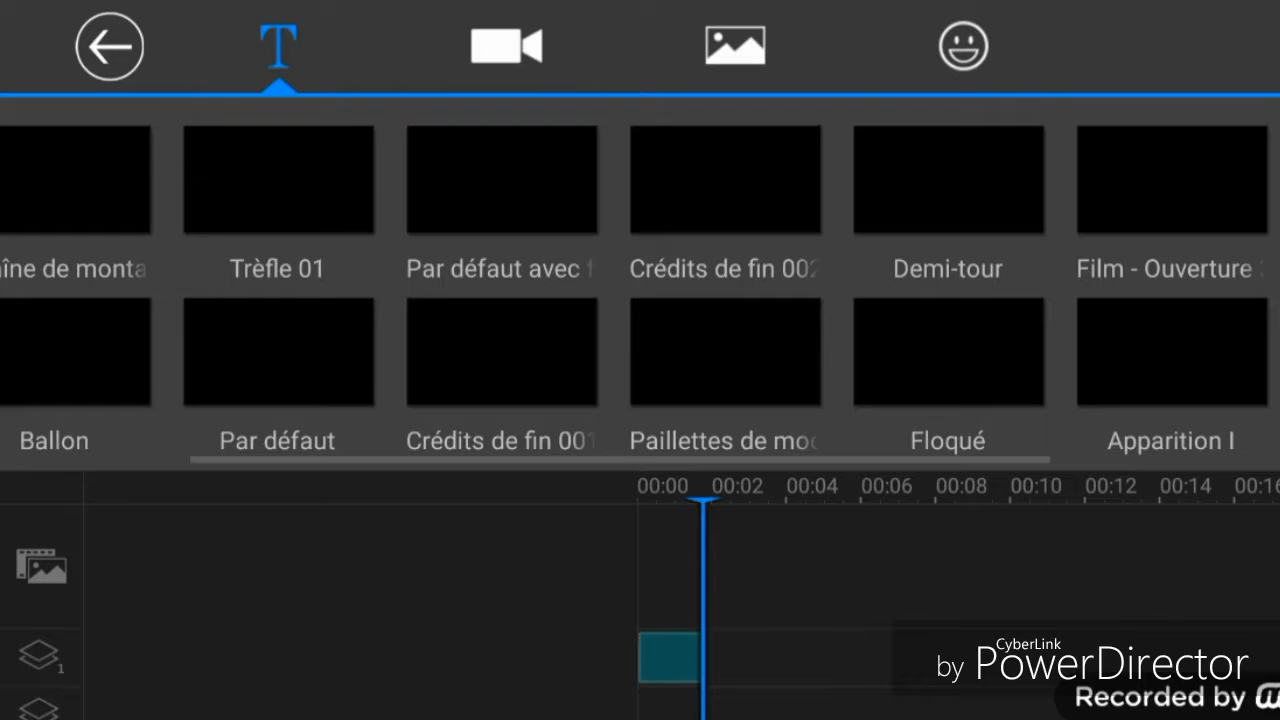 T
aîne de monta Trèfle 01 Par défaut avec Crédits de fin 002 Demi-tour Film - Ouverture
Ballon Par défaut Crédits de fin 001 Paillettes de mo Floqué Apparition I
00:00 00:02 00:04 00:06 00:08 00:10 00:12 00:14 00:16
1
CyberLink
by PowerDirector
Recorded by